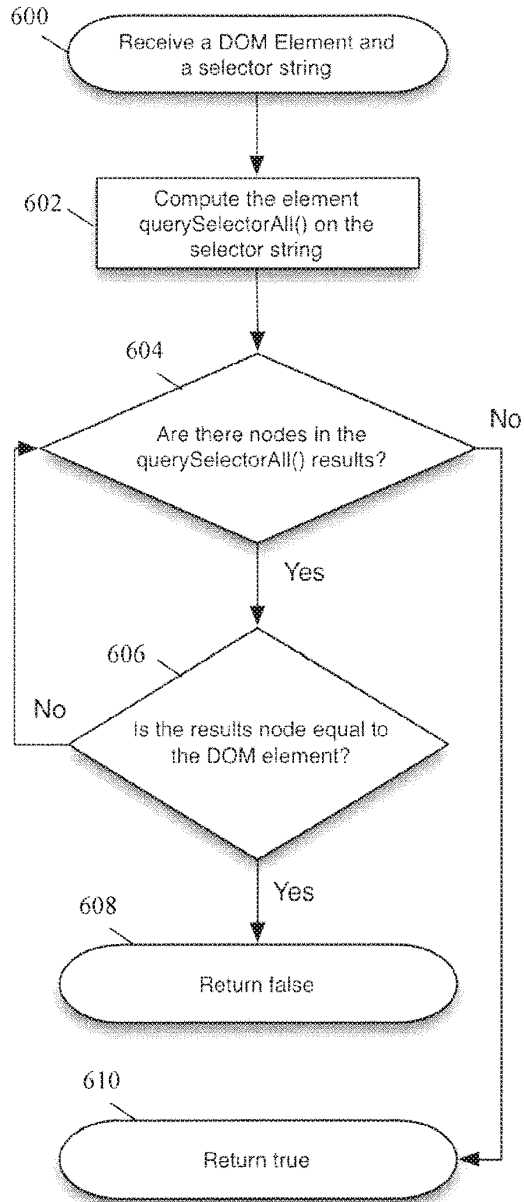 600
Receive a DOM Element and
a selector string
602
Compute the element
querySelectorAll() on the
selector string
604
No
Are there nodes in the
querySelectorAll() results?
Yes
606
No
Is the results node equal to
the DOM element?
Yes
608
Return false
610
Return true